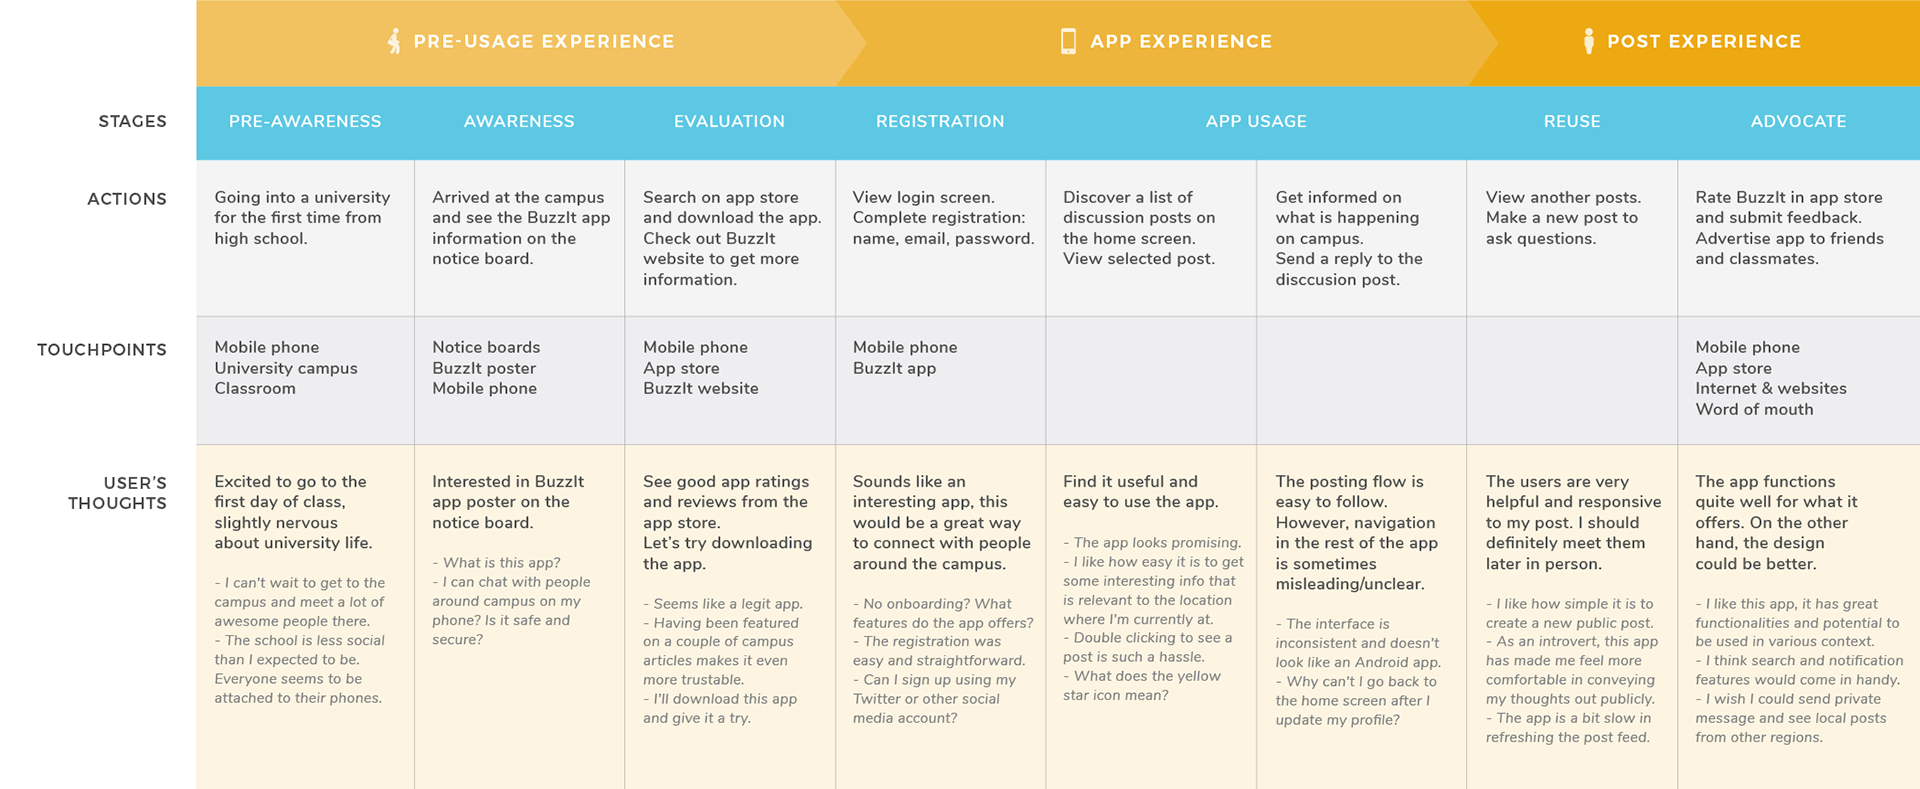 PRE-USAGE EXPERIENCE
APP EXPERIENCE
POST EXPERIENCE
STAGES
PRE-AWARENESS
AWARENESS
EVALUATION
REGISTRATION
APP USAGE
REUSE
ADVOCATE
ACTIONS
Going into a university
for the first time from
high school.
Arrived at the campus
and see the BuzzIt app
information on the
notice board.
Search on app store
and download the app.
Check out BuzzIt
website to get more
information.
View login screen.
Complete registration:
name, email, password.
Discover a list of
discussion posts on
the home screen.
View selected post.
Get informed on
what is happening
on campus.
Send a reply to the
disccusion post.
View another posts.
Make a new post to
ask questions.
Rate BuzzIt in app store
and submit feedback.
Advertise app to friends
and classmates.
TOUCHPOINTS
Mobile phone
University campus
Classroom
Notice boards
BuzzIt poster
Mobile phone
Mobile phone
App store
BuzzIt website
Mobile phone
BuzzIt app
Mobile phone
App store
Internet & websites
Word of mouth
USER'S
THOUGHTS
Excited to go to the
first day of class,
slightly nervous
about university life.
- I can't wait to get to the
campus and meet a lot of
awesome people there.
- The school is less social
than I expected to be.
Everyone seems to be
attached to their phones.
Interested in BuzzIt
app poster on the
notice board.
- What is this app?
- I can chat with people
around campus on my
phone? Is it safe and
secure?
See good app ratings
and reviews from the
app store.
Let's try downloading
the app.
- Seems like a legit app.
- Having been featured
on a couple of campus
articles makes it even
more trustable.
- I'll download this app
and give it a try.
Sounds like an
interesting app, this
would be a great way
to connect with people
around the campus.
- No onboarding? What
features do the app offers?
- The registration was
easy and straightforward.
- Can I sign up using my
Twitter or other social
media account?
Find it useful and
easy to use the app.
- The app looks promising.
- I like how easy it is to get
some interesting info that
is relevant to the location
where I'm currently at.
- Double clicking to see a
post is such a hassle.
- What does the yellow
star icon mean?
The posting flow is
easy to follow.
However, navigation
in the rest of the app
is sometimes
misleading/unclear.
- The interface is
inconsistent and doesn't
look like an Android app.
- Why can't I go back to
the home screen after I
update my profile?
The users are very
helpful and responsive
to my post. I should
definitely meet them
later in person.
- I like how simple it is to
create a new public post.
- As an introvert, this app
has made me feel more
comfortable in conveying
my thoughts out publicly.
- The app is a bit slow in
refreshing the post feed.
The app functions
quite well for what it
offers. On the other
hand, the design
could be better.
- I like this app, it has great
functionalities and potential to
be used in various context.
- I think search and notification
features would come in handy.
- I wish I could send private
message and see local posts
from other regions.